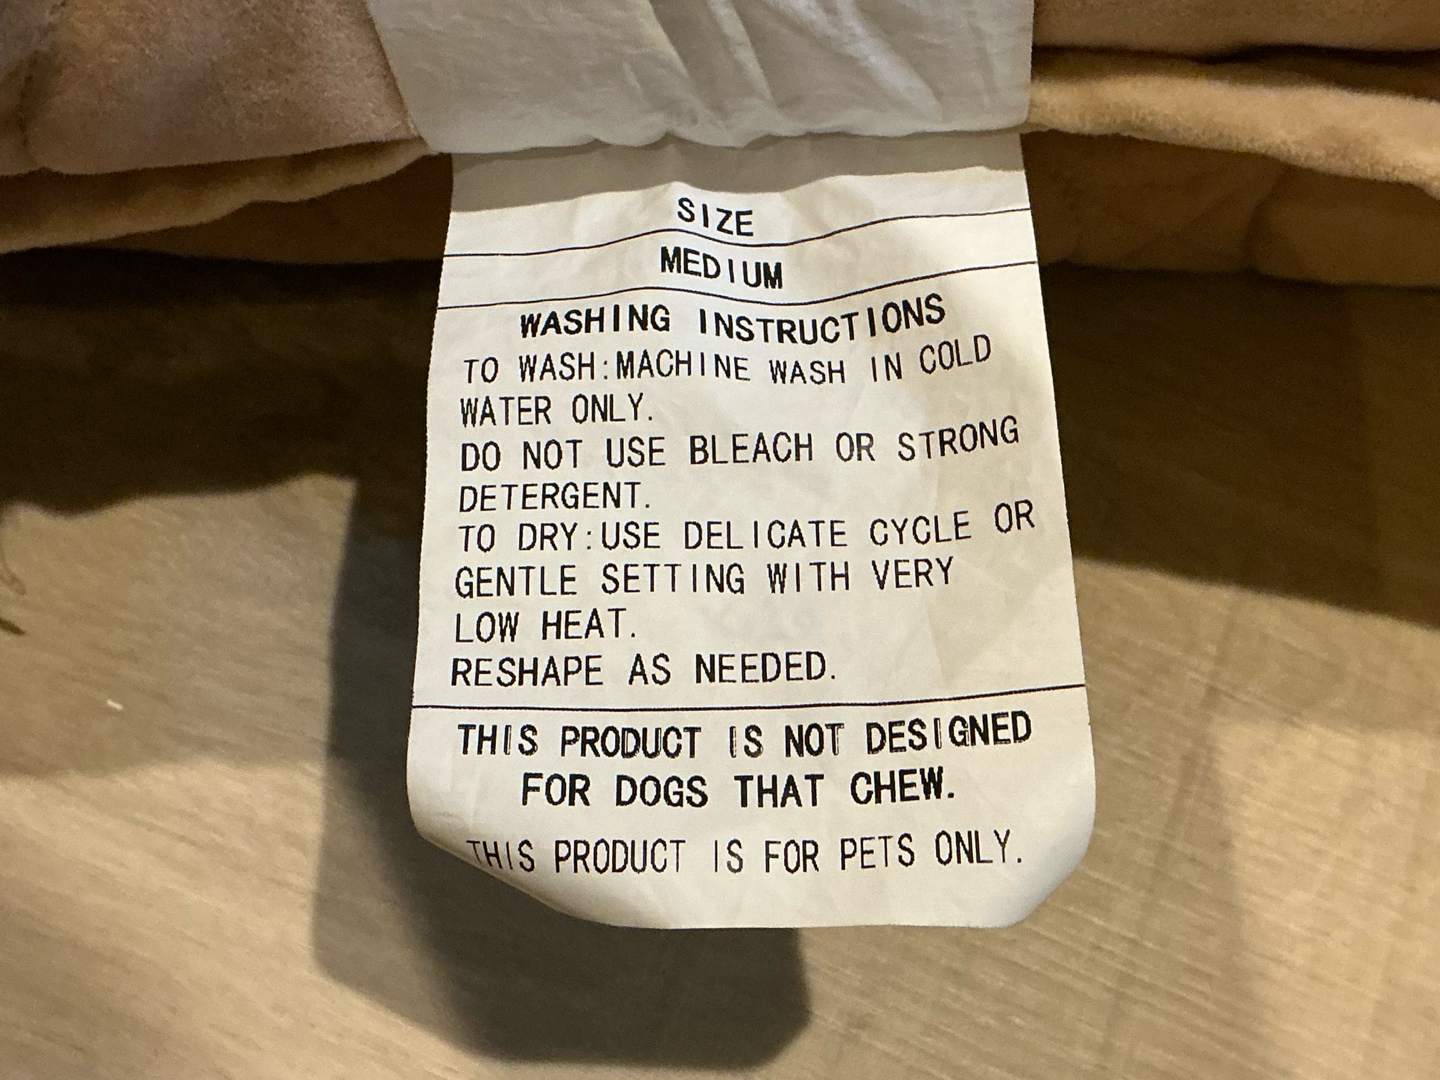 SIZE
MEDIUM
WASHING INSTRUCTIONS
TO WASH:MACHINE WASH IN COLD
WATER ONLY.
DO NOT USE BLEACH OR STRONG
DETERGENT.
TO DRY:USE DELICATE CYCLE OR
GENTLE SETTING WITH VERY
LOW HEAT.
RESHAPE AS NEEDED.
THIS PRODUCT IS NOT DESIGNED
FOR DOGS THAT CHEW.
THIS PRODUCT IS FOR PETS ONLY.